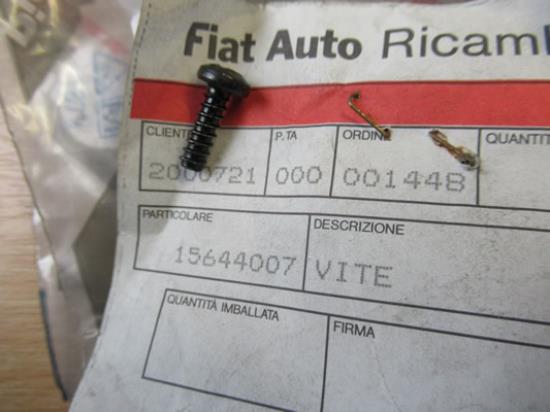 Fiat Auto Ricamb
CLIENTE P.TA ORDINE QUANTIT
2000721 000 001448
PARTICOLARE DESCRIZIONE
15644007 VITE
QUANTITÀ IMBALLATA FIRMA